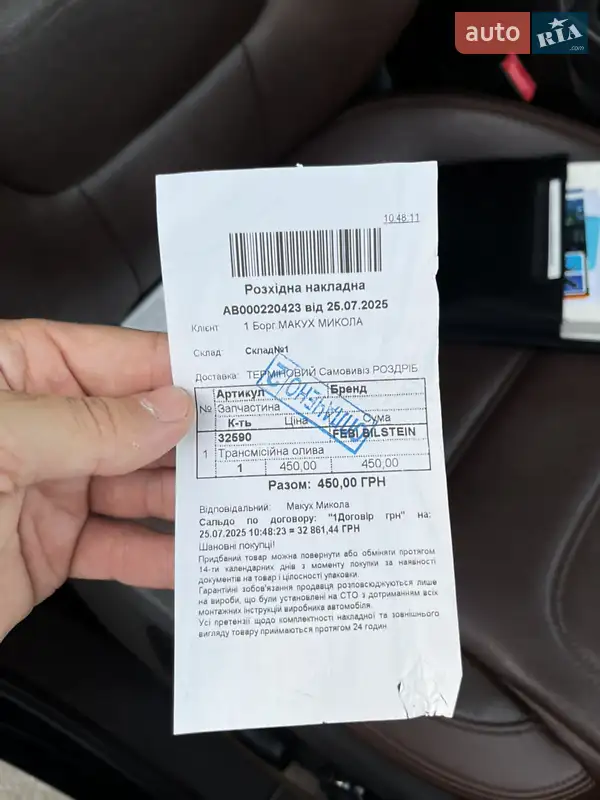 auto RIA.com
10:48:11
Розхідна накладна
АВ000220423 від 25.07.2025
Клієнт 1 Борг.МАКУХ МИКОЛА
Склад: Склад№1
Доставка: ТЕРМІНОВИЙ Самовивіз РОЗДРІБ
№ Артикул Бренд
Запчастина
К-ть Ціна Сума
32590 FEBI BILSTEIN
1 Трансмісійна олива
1 450,00 450,00
Разом: 450,00 ГРН
Відповідальний: Макух Микола
Сальдо по договору: "1Договір грн" на:
25.07.2025 10:48:23 = 32 861,44 ГРН
Шановні покупці!
Придбаний товар можна повернути або обміняти протягом
14-ти календарних днів з моменту покупки за наявності
документів на товар і цілосності упаковки.
Гарантійні зобов'язання продавця розповсюджуються лише
на вироби, що були установлені на СТО з дотриманням всіх
монтажних інструкцій виробника автомобіля.
Усі претензії щодо комплектності накладної та зовнішнього
вигляду товару приймаються протягом 24 годин